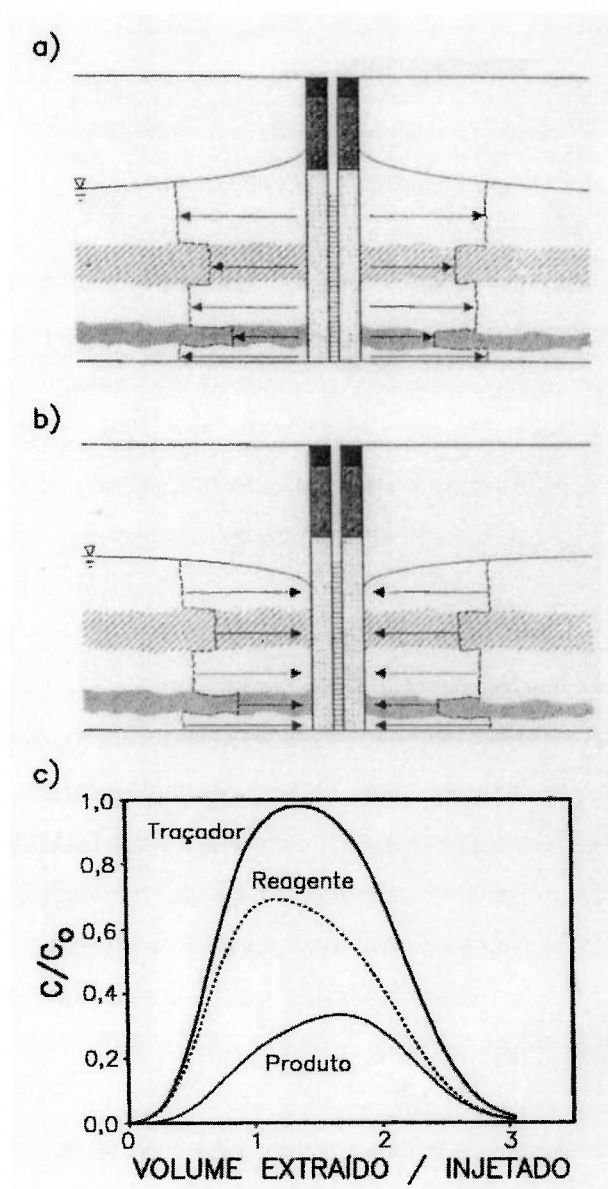 a)
b)
c)
1,0
Traçador
0,8
Reagente
0,6
C/Co
0,4
0,2
Produto
0,0
0
1
2
3
VOLUME EXTRAÍDO / INJETADO